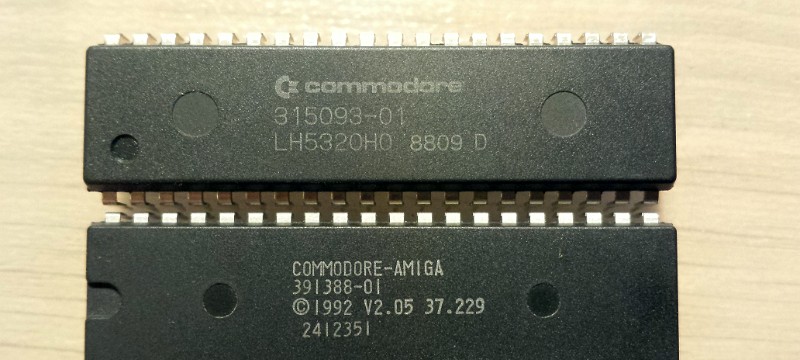 commodore
315093-01
LH5320H0 8809 D
COMMODORE-AMIGA
391388-01
©1992 V2.05 37.229
2412351